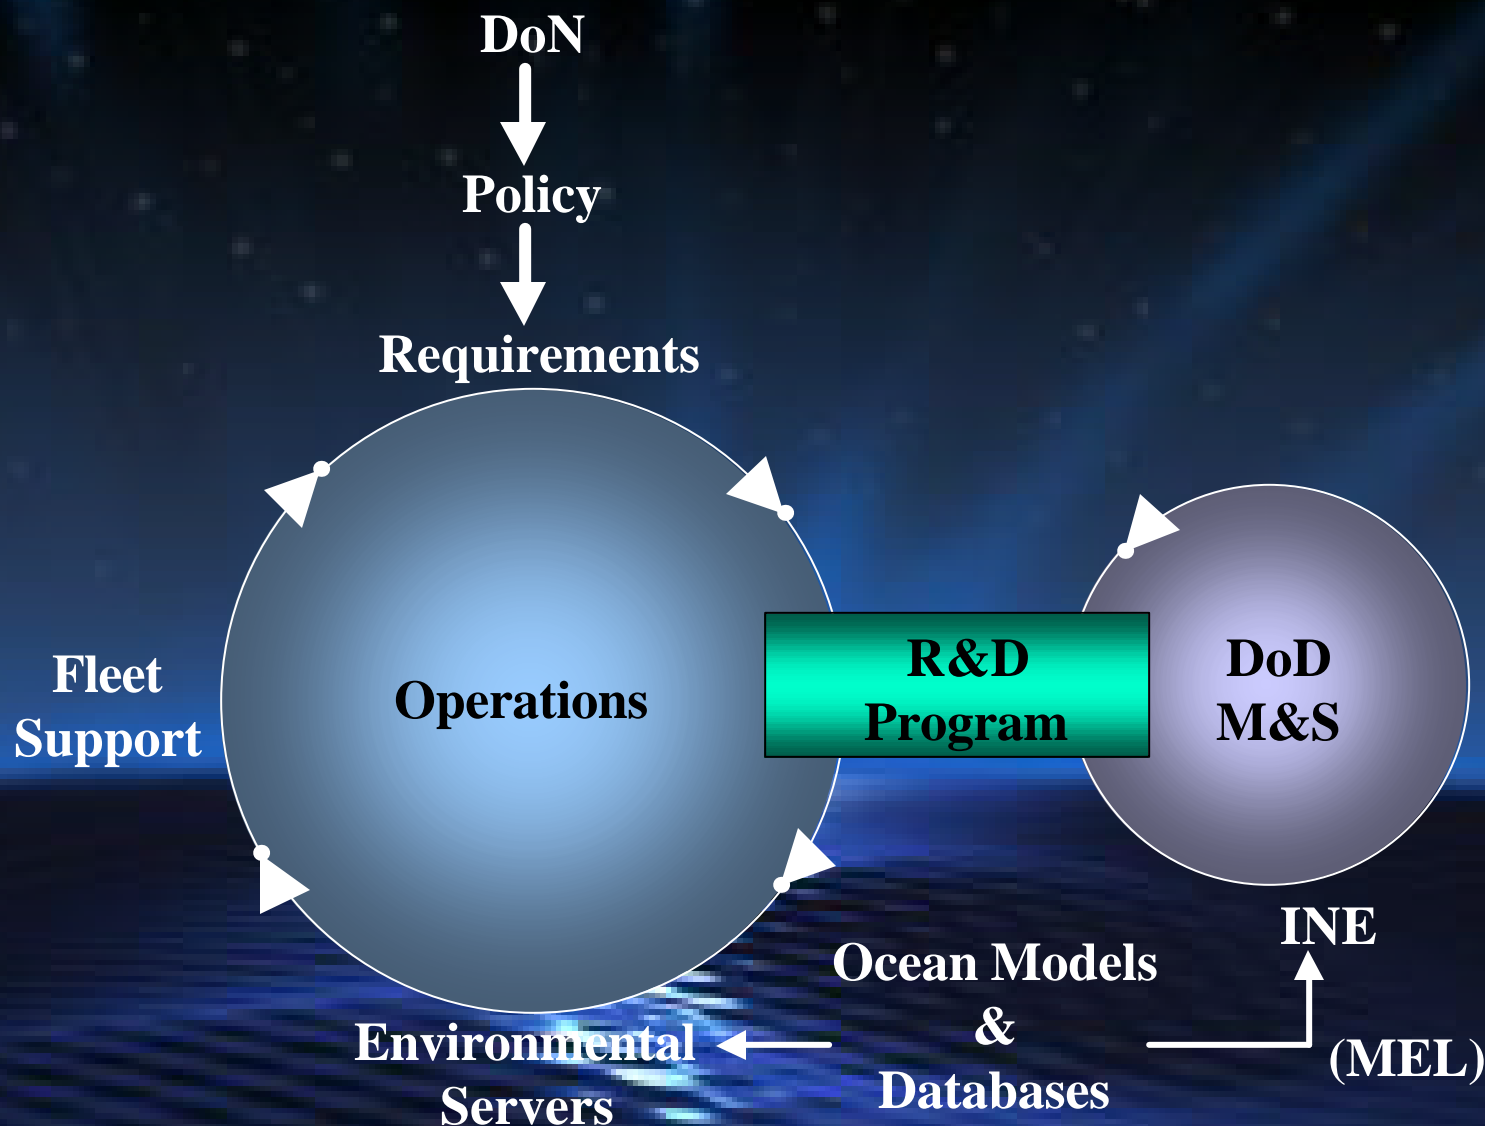 DoN
Policy
Requirements
Fleet
Support
Operations
R&D
Program
DoD
M&S
INE
Ocean Models
&
Databases
(MEL)
Environmental
Servers